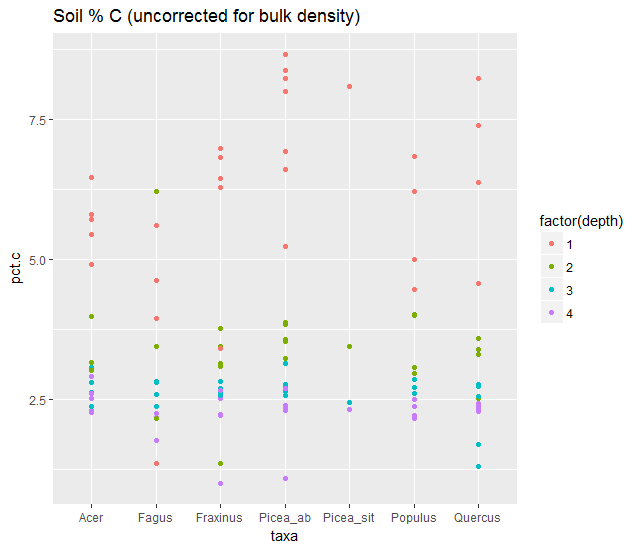 Soil % C (uncorrected for bulk density)
7.5
5.0
2.5
pct.c
Acer Fagus Fraxinus Picea_ab Picea_sit Populus Quercus
taxa
factor(depth)
1
2
3
4